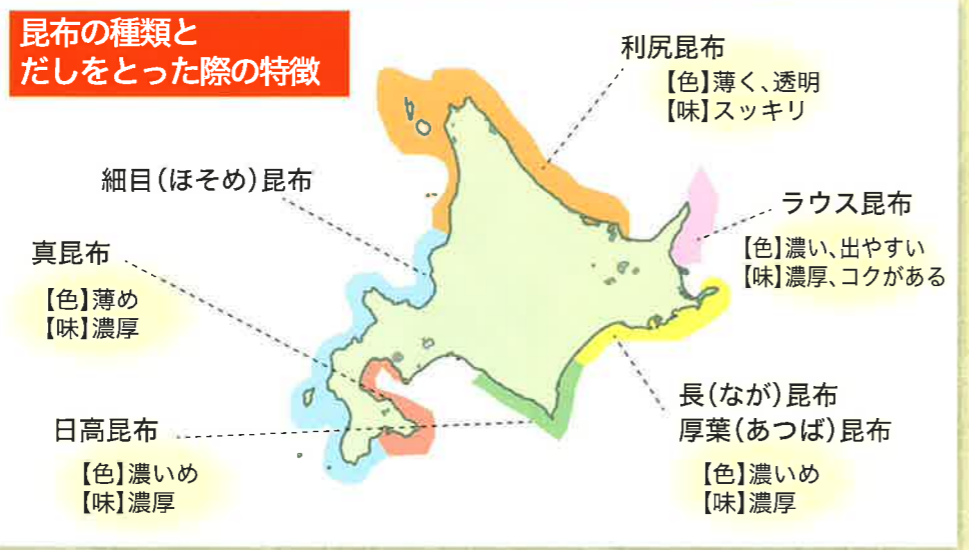 昆布の種類と
だしをとった際の特徴
利尻昆布
【色】薄く、透明
【味】スッキリ
細目(ほそめ)昆布
ラウス昆布
【色】濃い、出やすい
【味】濃厚、コクがある
真昆布
【色】薄め
【味】濃厚
長(なが)昆布
厚葉(あつば)昆布
【色】濃いめ
【味】濃厚
日高昆布
【色】濃いめ
【味】濃厚